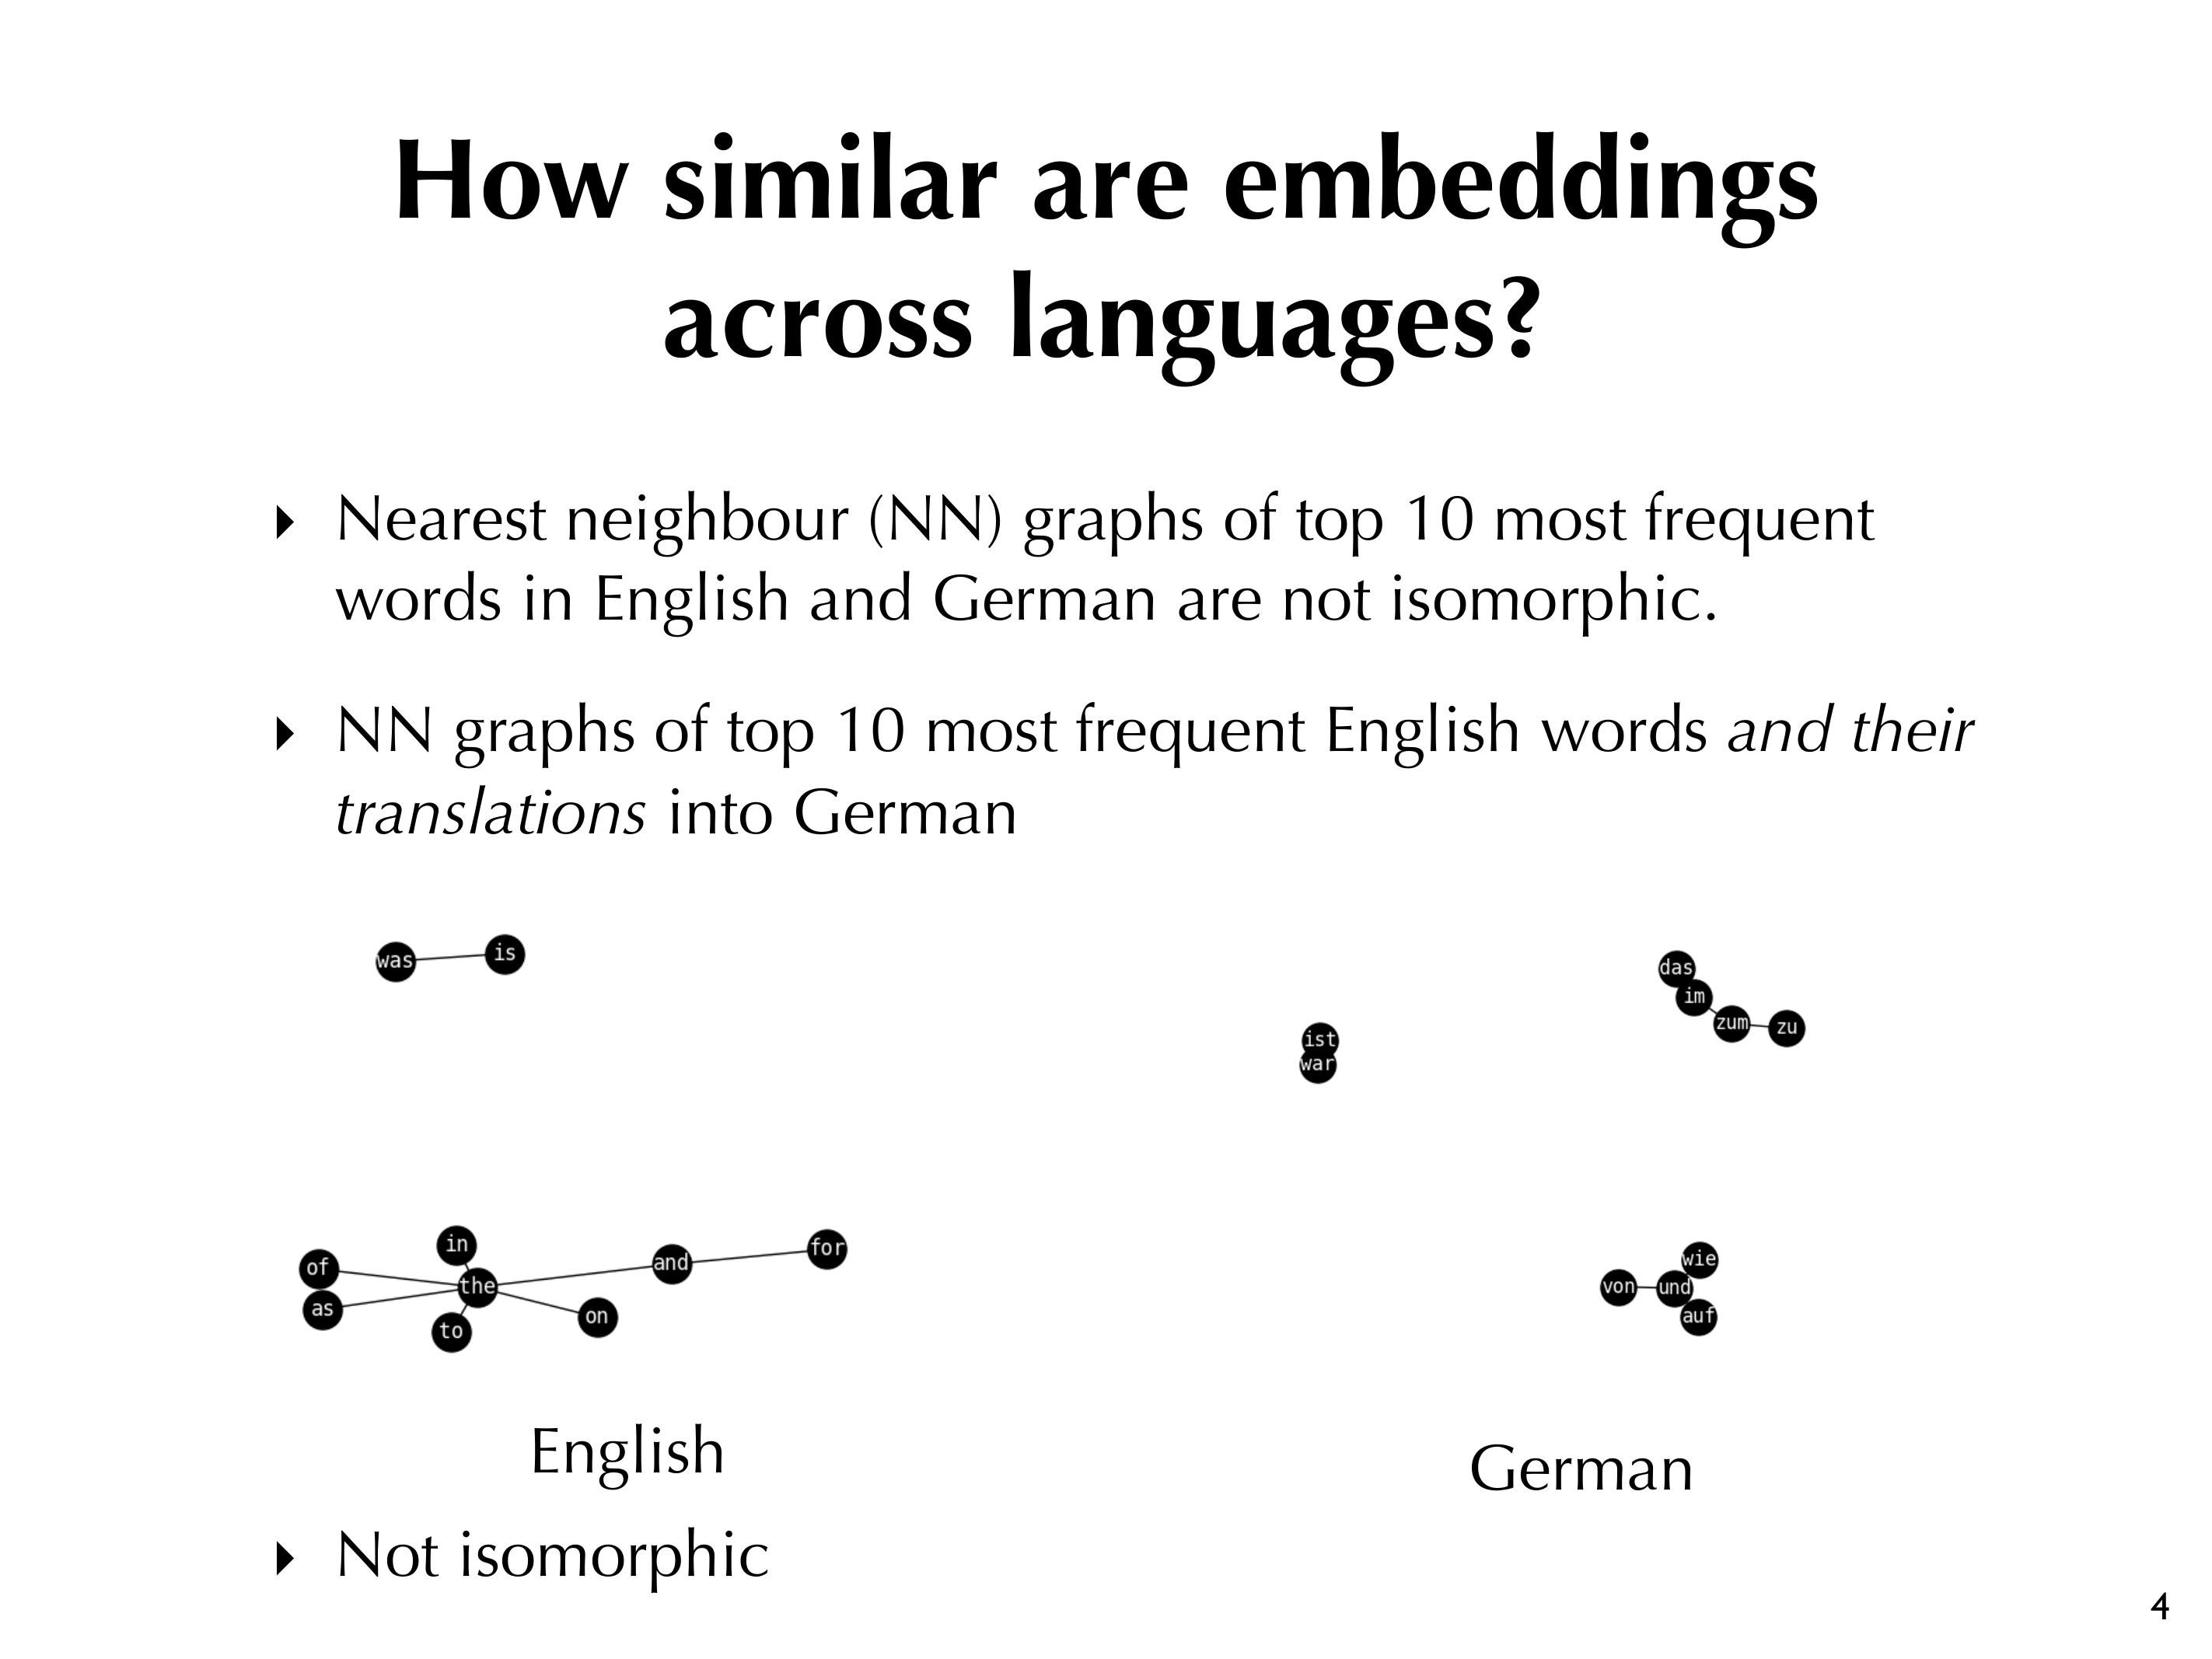 How similar are embeddings
across languages?
‣ Nearest neighbour (NN) graphs of top 10 most frequent
words in English and German are not isomorphic.
‣ NN graphs of top 10 most frequent English words and their
translations into German
was
is
of
in
the
as
to
and
on
for
English
ist
war
das
im
zum
zu
wie
von
und
auf
German
‣ Not isomorphic
4